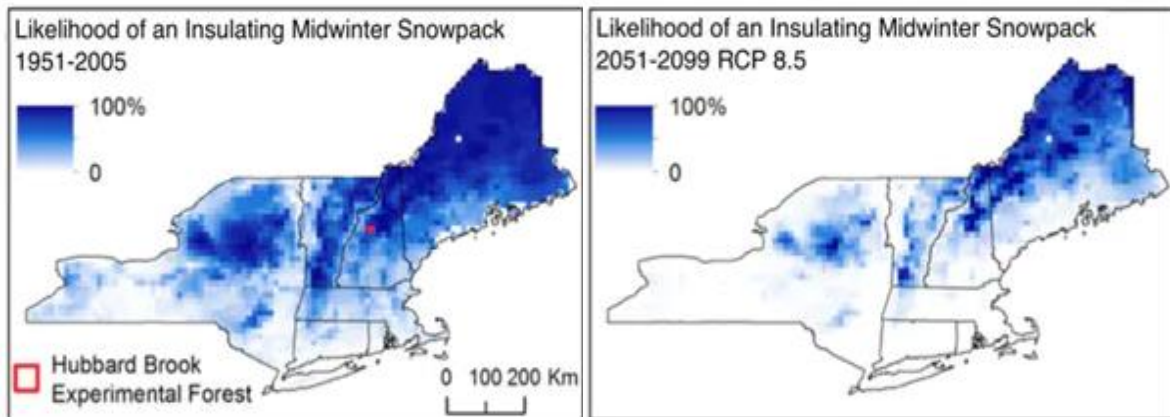 Likelihood of an Insulating Midwinter Snowpack
1951-2005
100%
0
Hubbard Brook
Experimental Forest
0 100 200 Km
Likelihood of an Insulating Midwinter Snowpack
2051-2099 RCP 8.5
100%
0